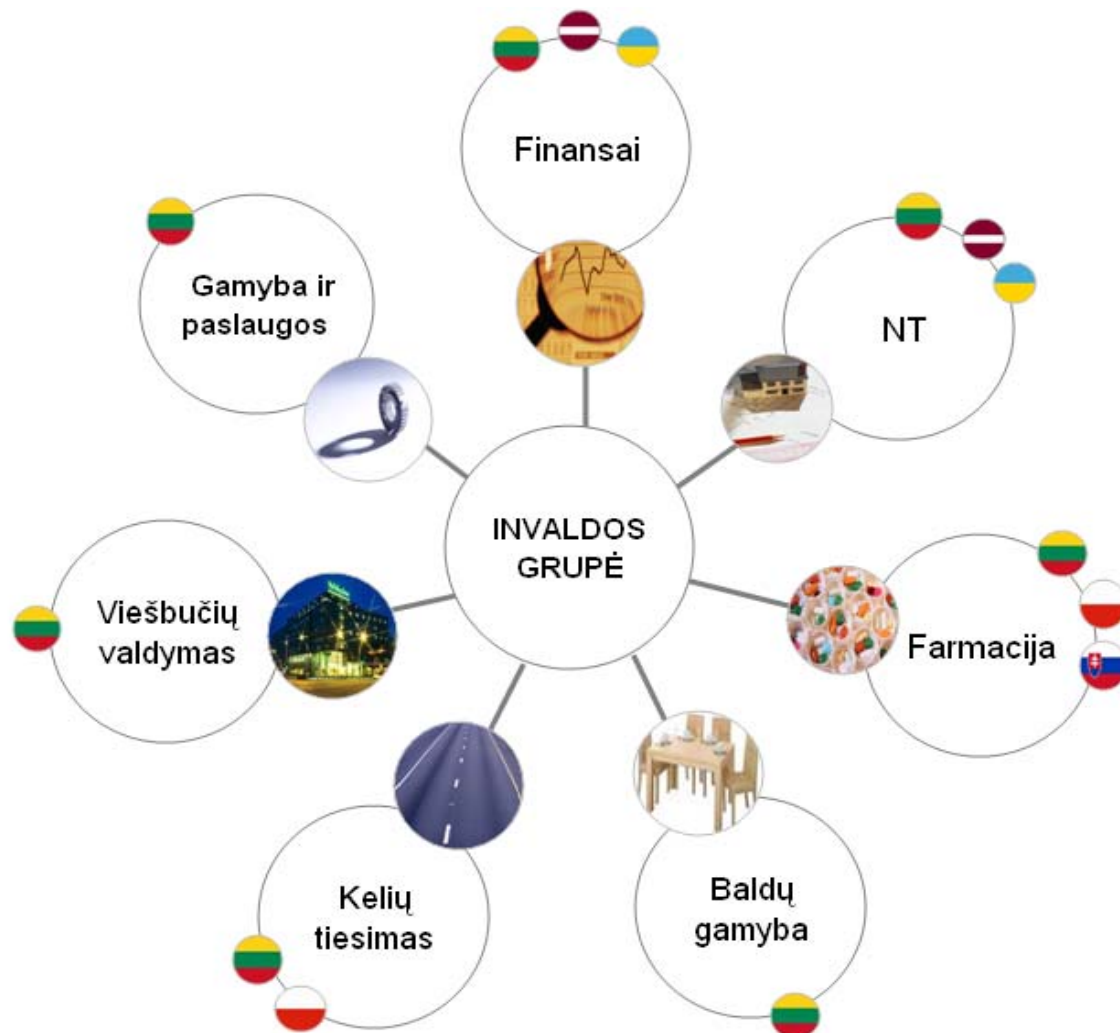 Finansai
Gamyba ir
paslaugos
NT
INVALDOS
GRUPĖ
Viešbučių
valdymas
Farmacija
Kelių
tiesimas
Baldų
gamyba